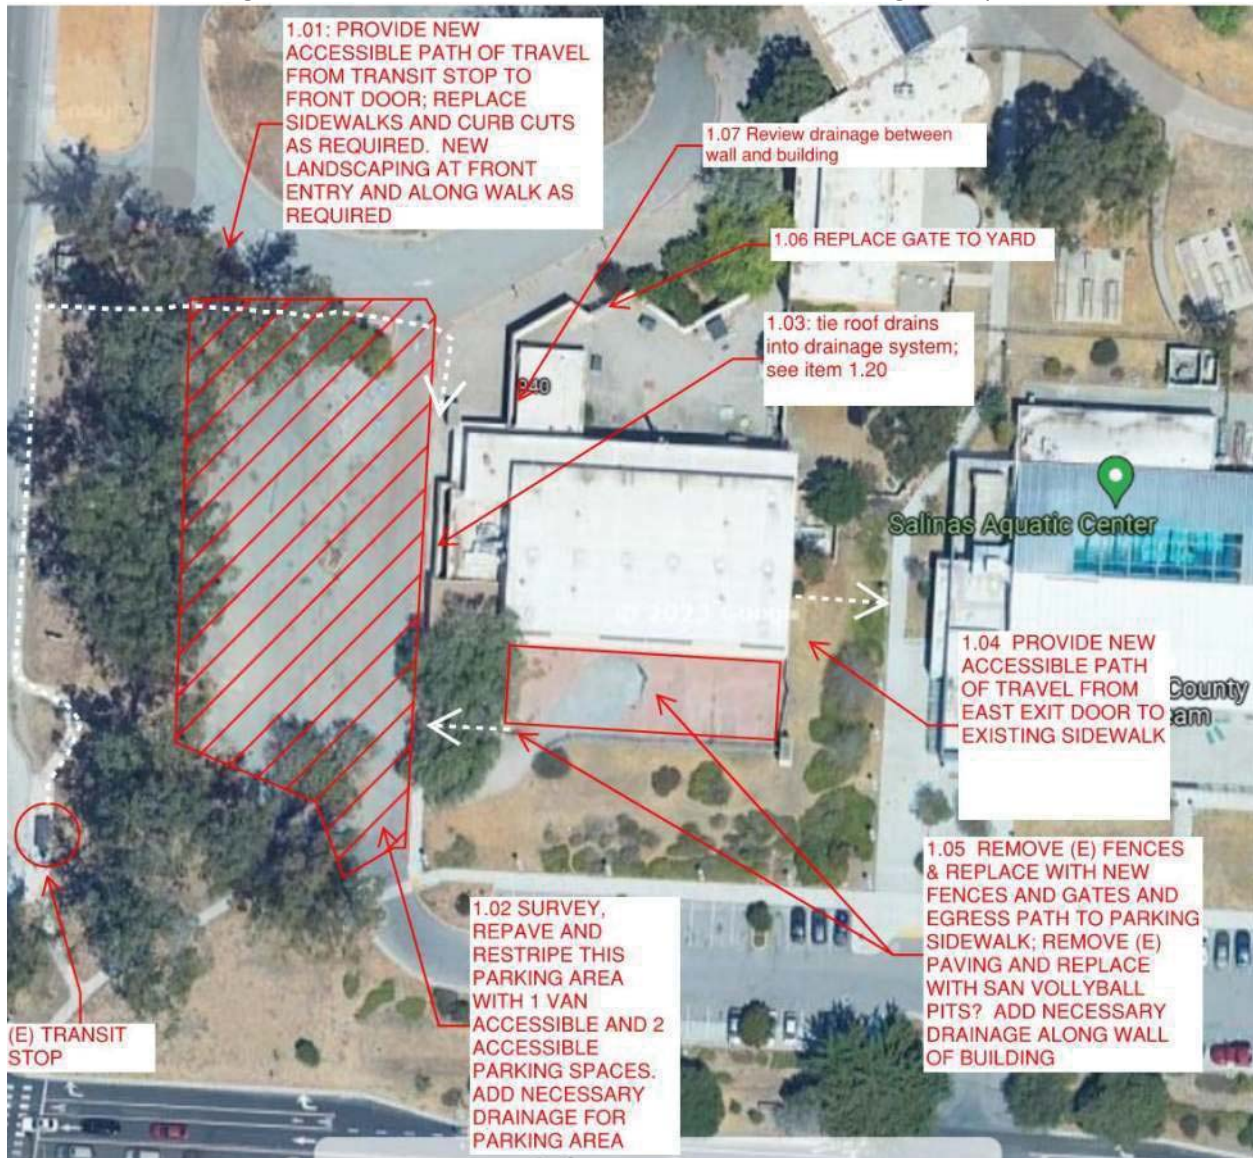 1.01: PROVIDE NEW
ACCESSIBLE PATH OF TRAVEL
FROM TRANSIT STOP TO
FRONT DOOR; REPLACE
SIDEWALKS AND CURB CUTS
AS REQUIRED. NEW
LANDSCAPING AT FRONT
ENTRY AND ALONG WALK AS
REQUIRED
1.07 Review drainage between
wall and building
1.06 REPLACE GATE TO YARD
1.03: tie roof drains
into drainage system;
see item 1.20
940
Salinas Aquatic Center
© 2023 Google
1.04 PROVIDE NEW
ACCESSIBLE PATH
OF TRAVEL FROM
EAST EXIT DOOR TO
EXISTING SIDEWALK
County
am
1.05 REMOVE (E) FENCES
& REPLACE WITH NEW
FENCES AND GATES AND
EGRESS PATH TO PARKING
SIDEWALK; REMOVE (E)
PAVING AND REPLACE
WITH SAN VOLLYBALL
PITS? ADD NECESSARY
DRAINAGE ALONG WALL
OF BUILDING
1.02 SURVEY,
REPAVE AND
RESTRIPE THIS
PARKING AREA
WITH 1 VAN
ACCESSIBLE AND 2
ACCESSIBLE
PARKING SPACES.
ADD NECESSARY
DRAINAGE FOR
PARKING AREA
(E) TRANSIT
STOP